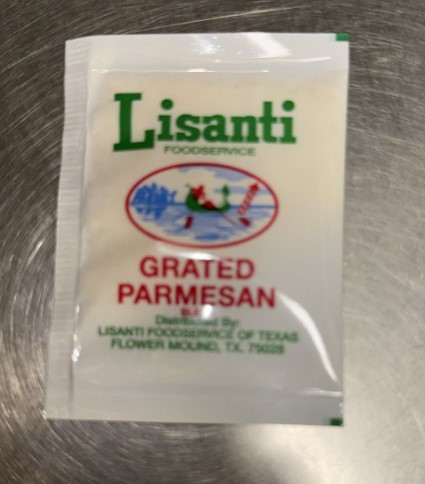 Lisanti
FOODSERVICE
GRATED
PARMESAN
Distributed By:
LISANTI FOODSERVICE OF TEXAS
FLOWER MOUND, TX. 75028